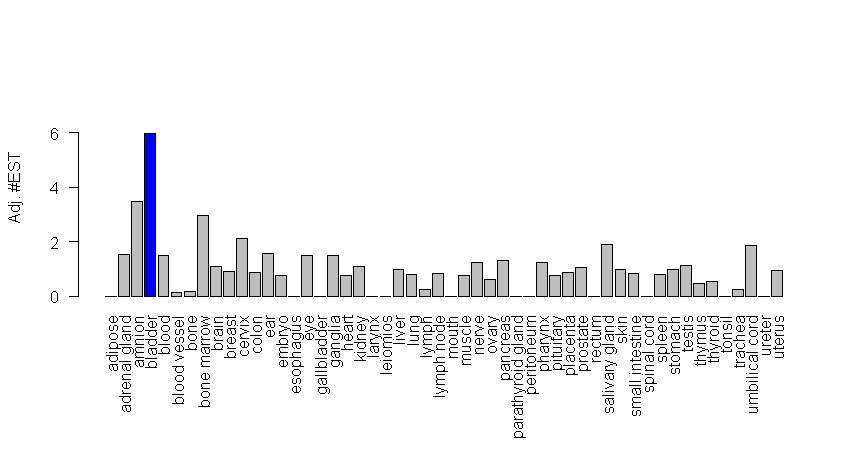 Adj. #EST
6
4
2
0
adipose
adrenal gland
amnion
bladder
blood
blood vessel
bone
bone marrow
brain
breast
cervix
colon
ear
embryo
esophagus
eye
gallbladder
ganglia
heart
kidney
larynx
leiomios
liver
lung
lymph
lymph node
mouth
muscle
nerve
ovary
pancreas
parathyroid gland
peritoneum
pharynx
pituitary
placenta
prostate
rectum
salivary gland
skin
small intestine
spinal cord
spleen
stomach
testis
thymus
thyroid
tonsil
trachea
umbilical cord
ureter
uterus